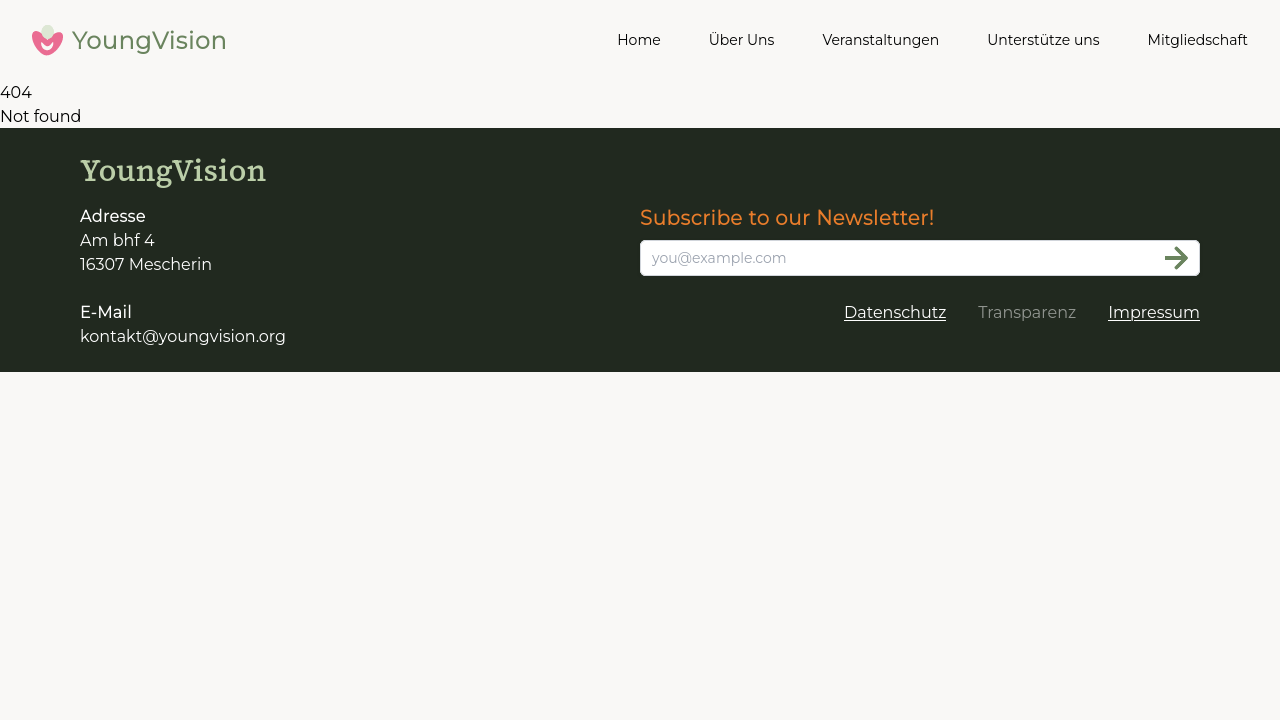 YoungVision
Home
Über Uns
Veranstaltungen
Unterstütze uns
Mitgliedschaft
404
Not found
YoungVision
Adresse
Am bhf 4
16307 Mescherin
E-Mail
kontakt@youngvision.org
Subscribe to our Newsletter!
you@example.com
Datenschutz
Transparenz
Impressum